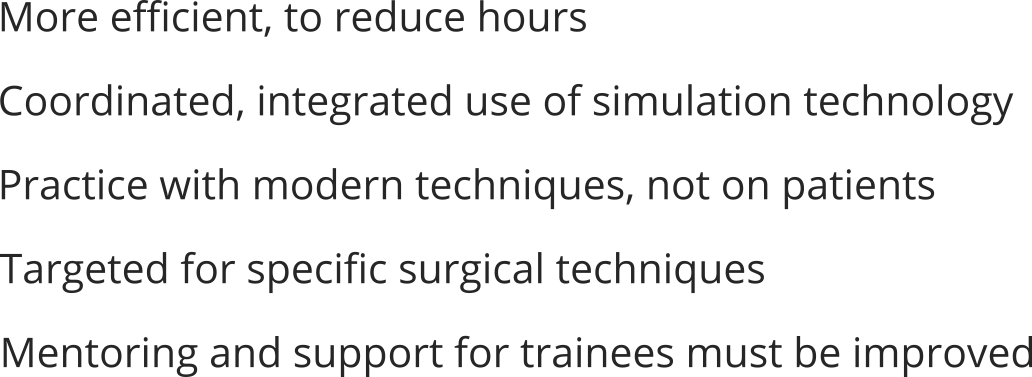 More efficient, to reduce hours
Coordinated, integrated use of simulation technology
Practice with modern techniques, not on patients
Targeted for specific surgical techniques
Mentoring and support for trainees must be improved